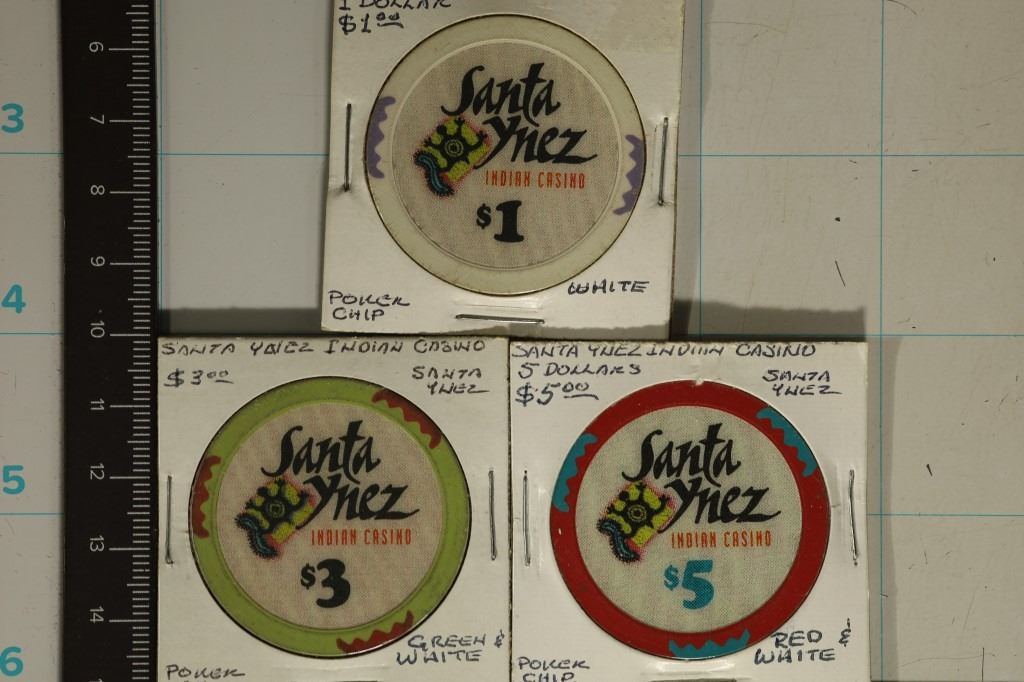 1 DOLLAR
$1.00
Santa
Ynez
INDIAN CASINO
$1
POKER
CHIP
WHITE
SANTA YNEZ INDIAN CASINO
$3.00
SANTA
YNEZ
Santa
Ynez
INDIAN CASINO
$3
GREEN &
WHITE
POKER
SANTA YNEZ INDIAN CASINO
5 DOLLARS
$5.00
SANTA
YNEZ
Santa
Ynez
INDIAN CASINO
$5
RED &
WHITE
POKER
CHIP
3
4
5
6
6
7
8
9
10
11
12
13
14